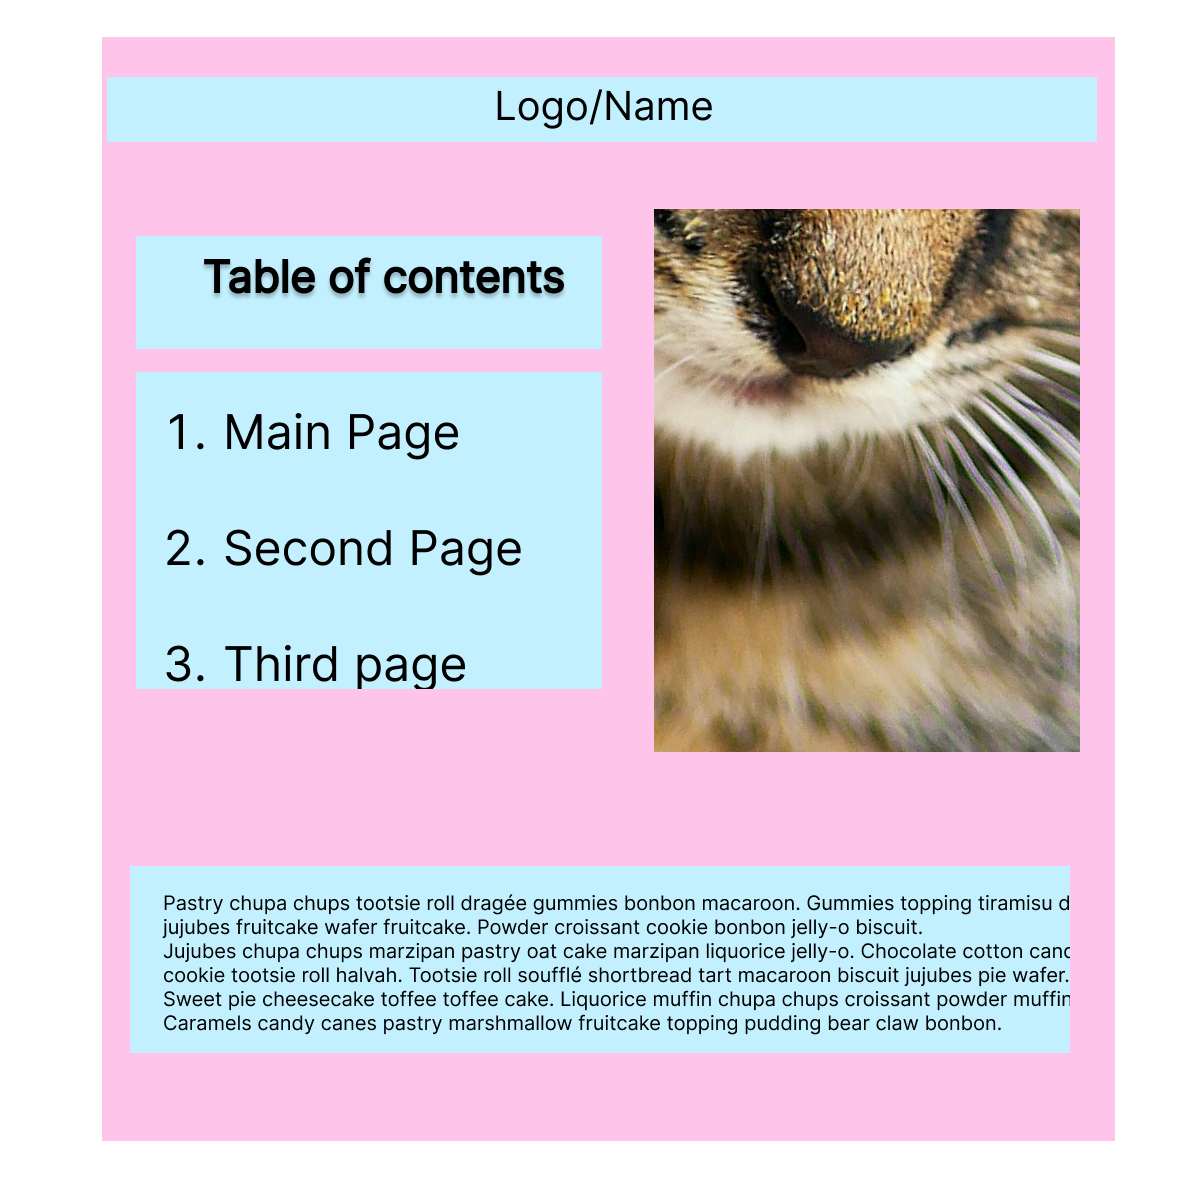 Logo/Name
Table of contents
1. Main Page
2. Second Page
3. Third page
Pastry chupa chups tootsie roll dragée gummies bonbon macaroon. Gummies topping tiramisu d
jujubes fruitcake wafer fruitcake. Powder croissant cookie bonbon jelly-o biscuit.
Jujubes chupa chups marzipan pastry oat cake marzipan liquorice jelly-o. Chocolate cotton
cookie tootsie roll halvah. Tootsie roll soufflé shortbread tart macaroon biscuit jujubes pie wafer.
Sweet pie cheesecake toffee toffee cake. Liquorice muffin chupa chups croissant powder muffin
Caramels candy canes pastry marshmallow fruitcake topping pudding bear claw bonbon.